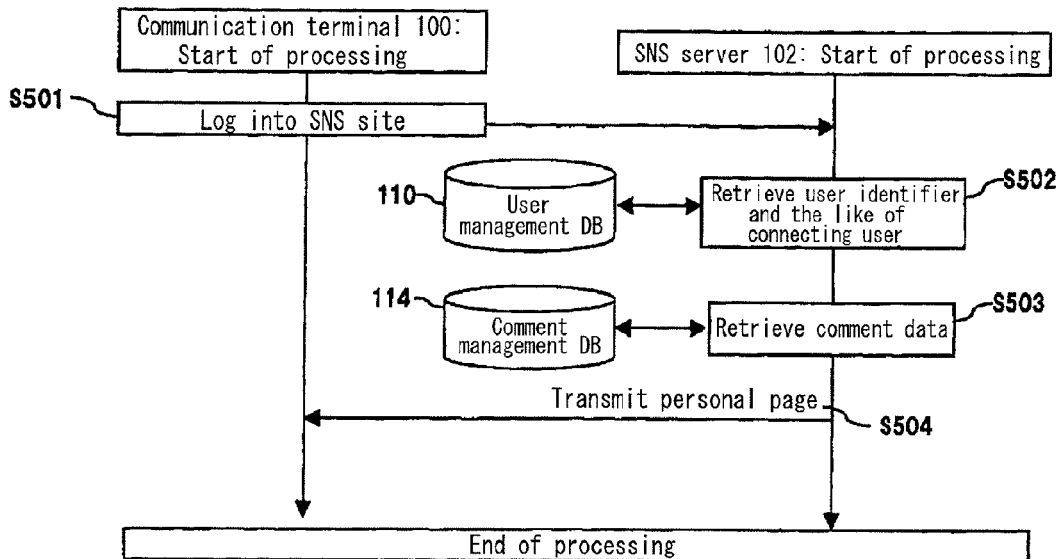 Communication terminal 100:
Start of processing
SNS server 102: Start of processing
S501
Log into SNS site
110
User
management DB
Retrieve user identifier
and the like of
connecting user
S502
114
Comment
management DB
Retrieve comment data
S503
Transmit personal page
S504
End of processing